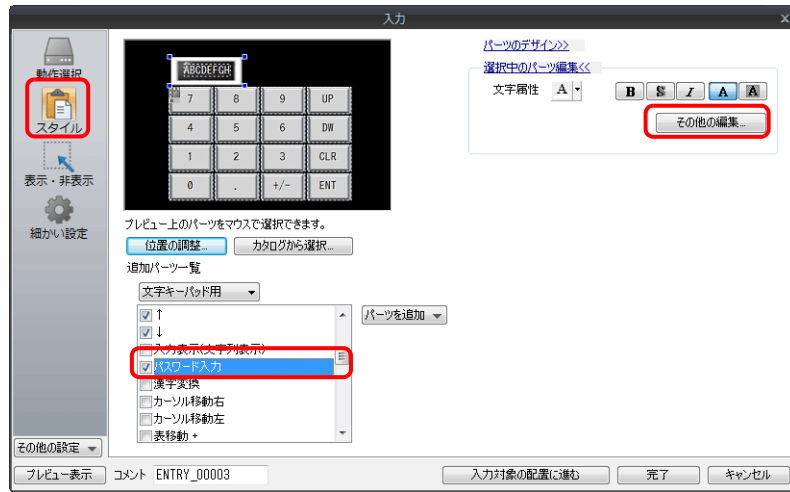 入力
x
動作選択
スタイル
表示・非表示
細かい設定
その他の設定
ABCDEFGH
7 8 9 UP
4 5 6 DW
1 2 3 CLR
0 . +/- ENT
プレビュー上のパーツをマウスで選択できます。
位置の調整... カタログから選択...
追加パーツ一覧
文字キーパッド用
↑
↓
入力表示(文字列表示)
パスワード入力
漢字変換
カーソル移動右
カーソル移動左
表移動 +
パーツを追加
パーツのデザイン>>
選択中のパーツ編集<<
文字属性 A B S I A A
その他の編集...
プレビュー表示 コメント ENTRY_00003 入力対象の配置に進む 完了 キャンセル